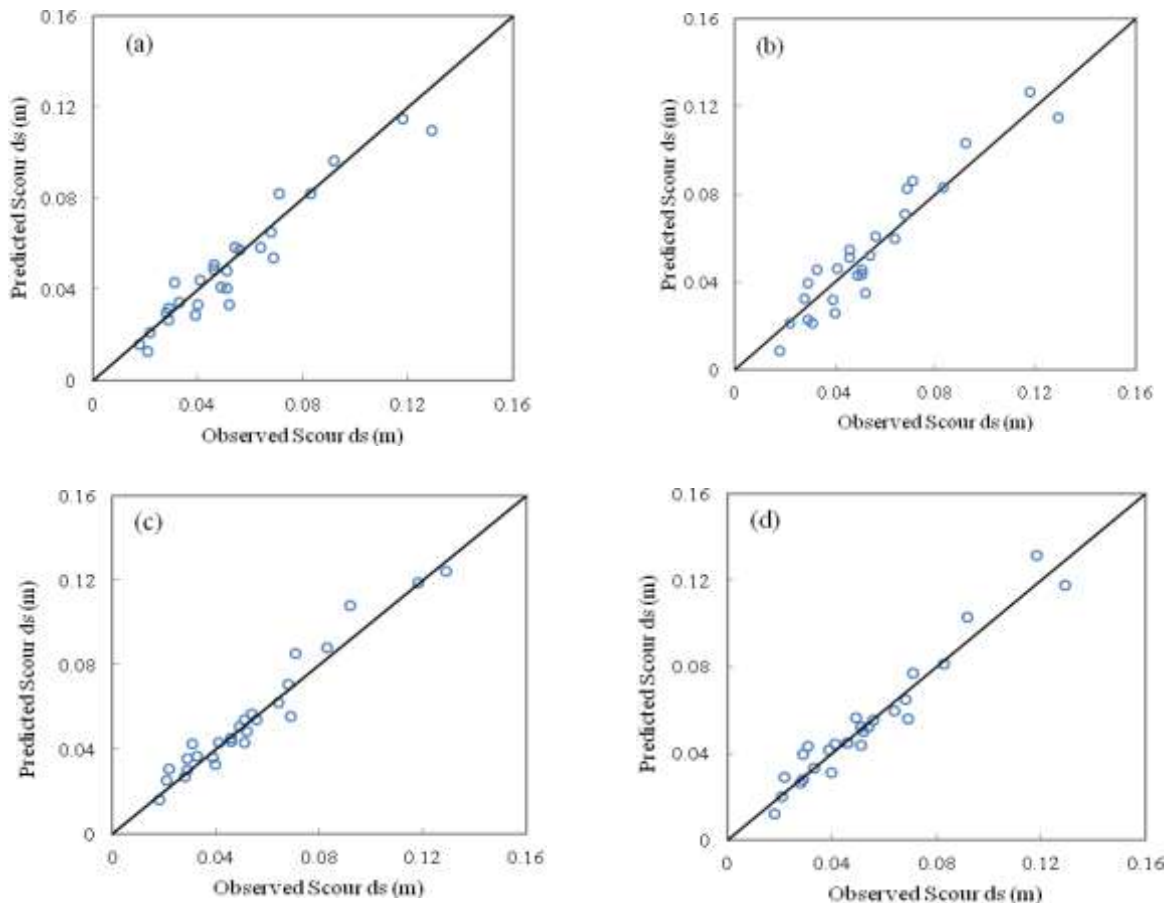 (a)
Predicted Scour ds (m)
0.16
0.12
0.08
0.04
0
0 0.04 0.08 0.12 0.16
Observed Scour ds (m)
(b)
Predicted Scour ds (m)
0.16
0.12
0.08
0.04
0
0 0.04 0.08 0.12 0.16
Observed Scour ds (m)
(c)
Predicted Scour ds (m)
0.16
0.12
0.08
0.04
0
0 0.04 0.08 0.12 0.16
Observed Scour ds (m)
(d)
Predicted Scour ds (m)
0.16
0.12
0.08
0.04
0
0 0.04 0.08 0.12 0.16
Observed Scour ds (m)